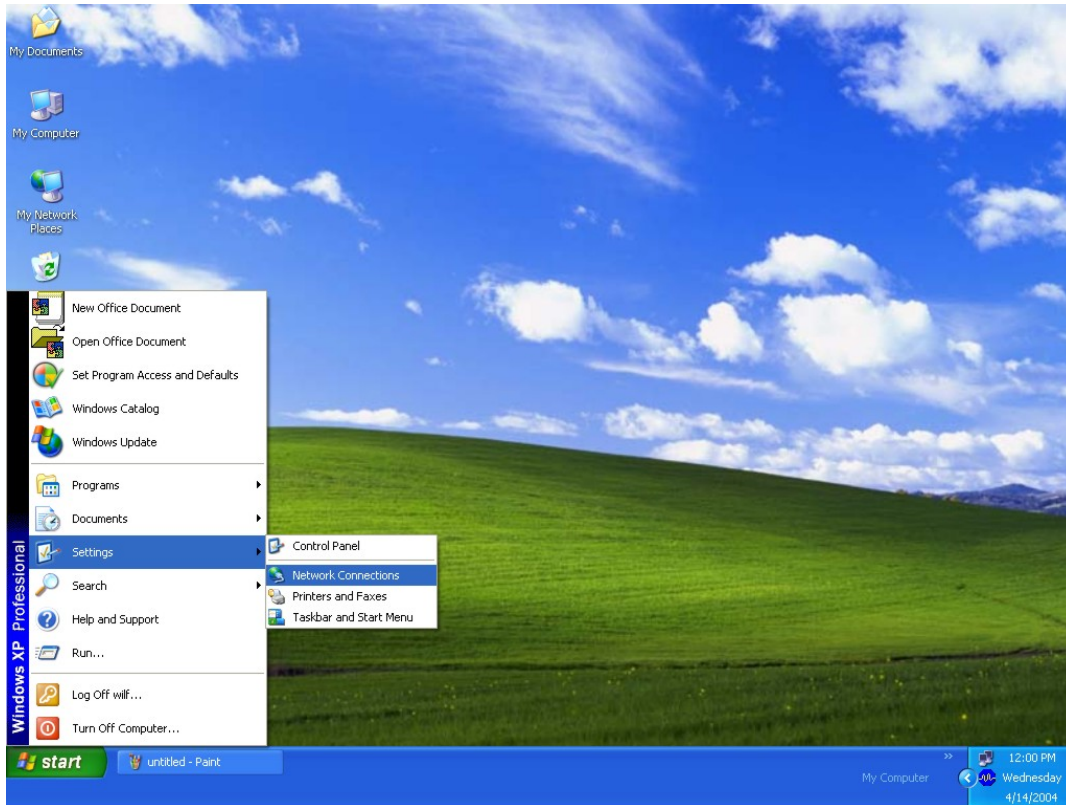 My Documents
My Computer
My Network
Places
New Office Document
Open Office Document
Set Program Access and Defaults
Windows Catalog
Windows Update
Programs
Documents
Settings
Search
Help and Support
Run...
Log Off wilf...
Turn Off Computer...
Windows XP Professional
Control Panel
Network Connections
Printers and Faxes
Taskbar and Start Menu
start
untitled - Paint
My Computer
»
12:00 PM
Wednesday
4/14/2004